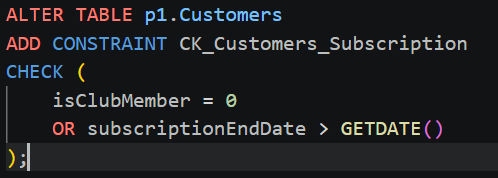 ALTER TABLE p1.Customers
ADD CONSTRAINT CK_Customers_Subscription
CHECK (
    isClubMember = 0
    OR subscriptionEndDate > GETDATE()
);